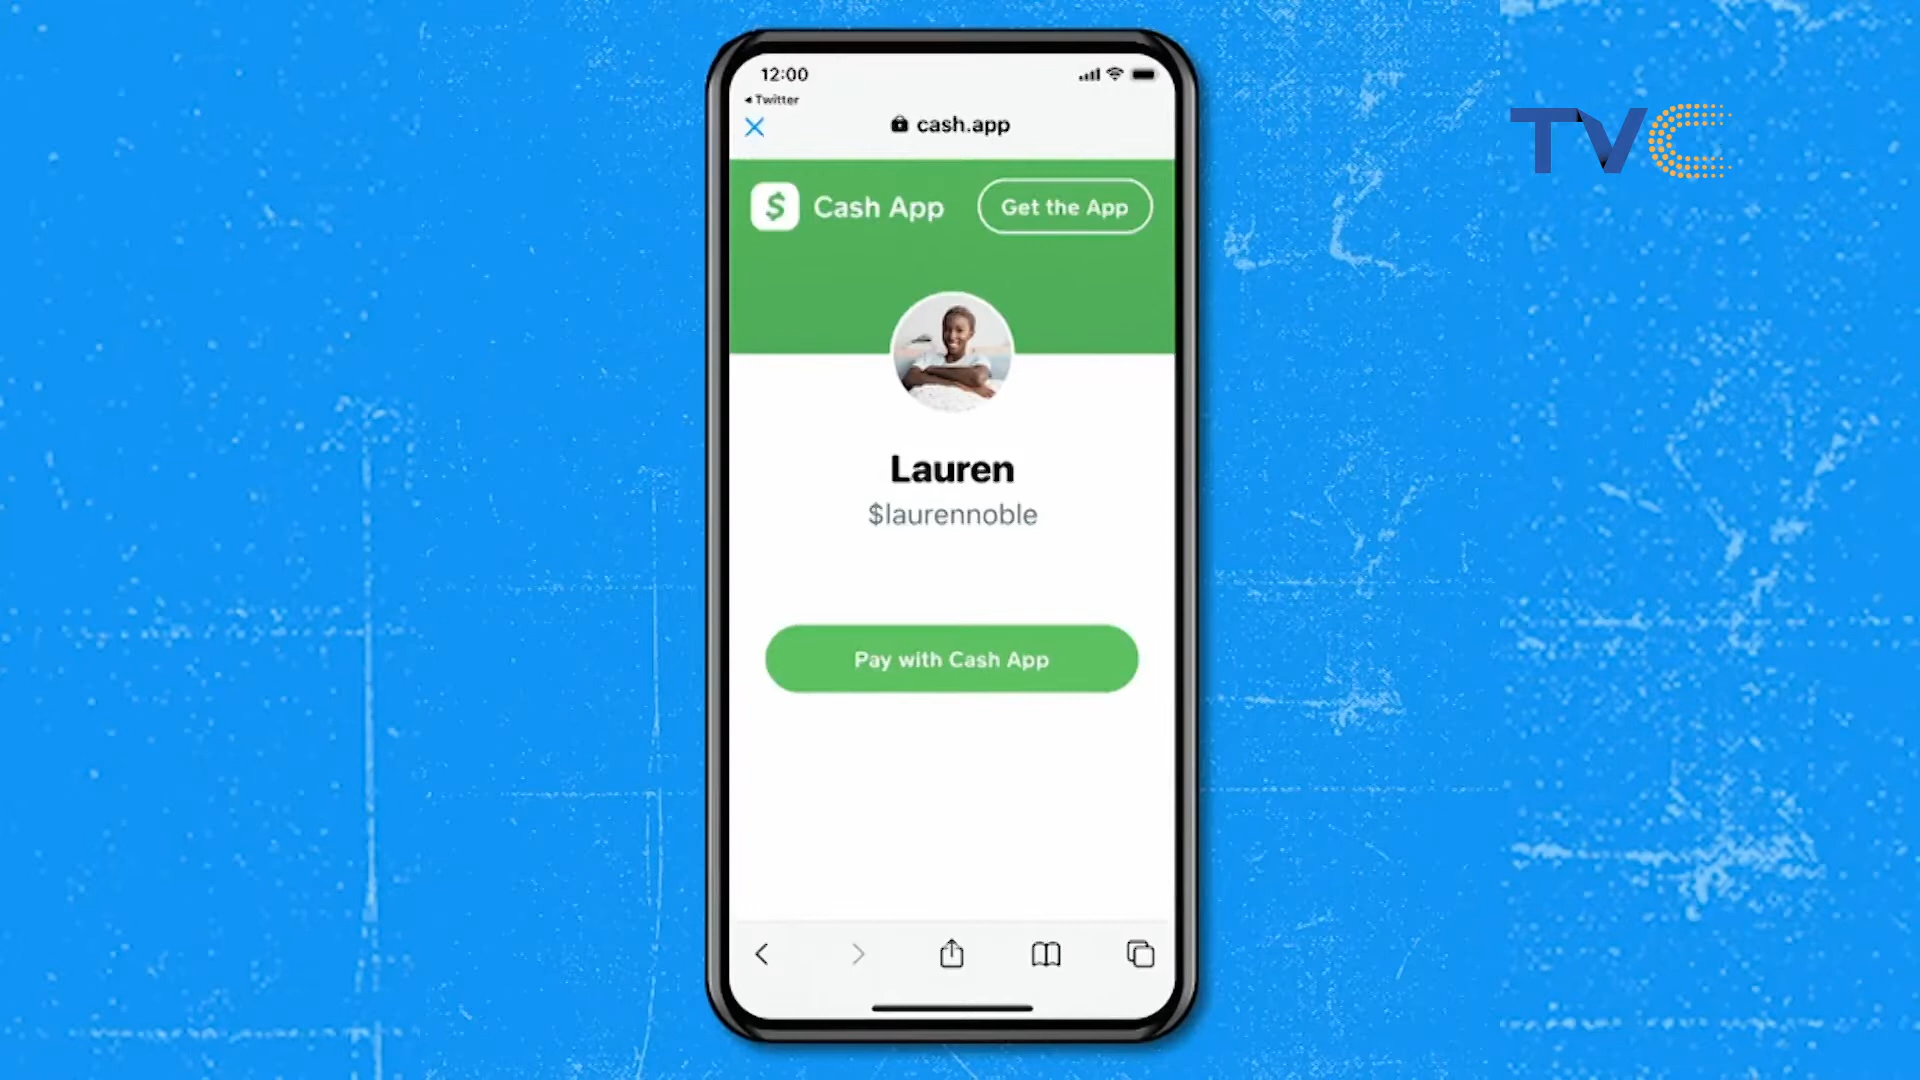 12:00
Twitter
cash.app
TVC
$ Cash App
Get the App
Lauren
$laurennoble
Pay with Cash App